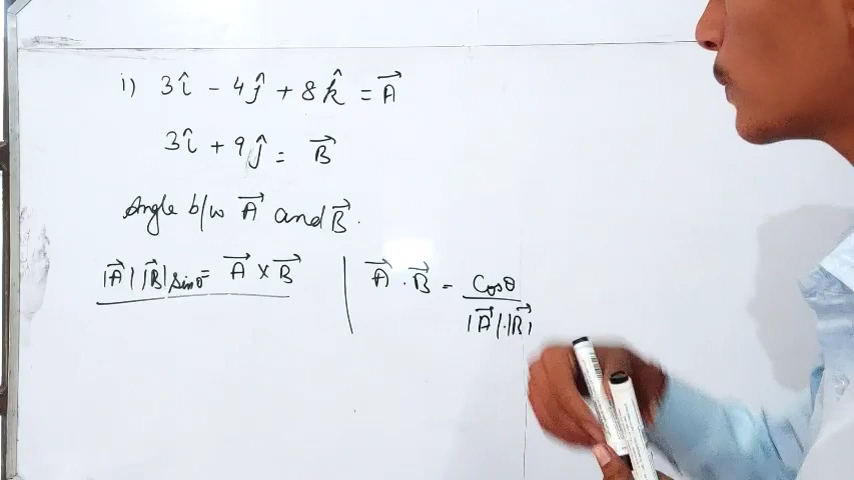 i) 3î - 4ĵ + 8k̂ = A⃗
3î + 9ĵ = B⃗
Angle b/w A⃗ and B⃗.
|A⃗| |B⃗| sinθ = A⃗ × B⃗ | A⃗ . B⃗ = Cosθ / |A⃗|.|B⃗|